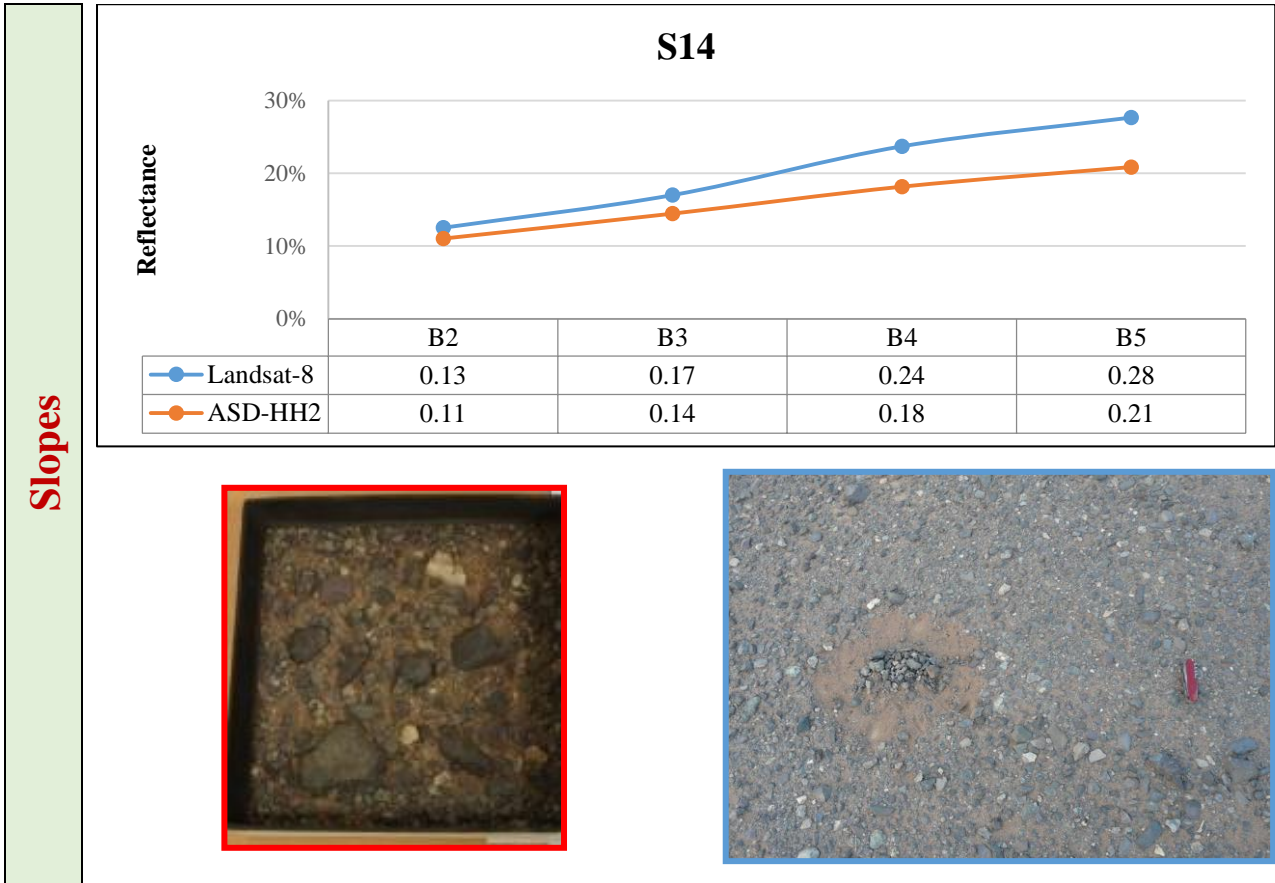 Slopes
S14
Reflectance
30%
20%
10%
0%
B2 B3 B4 B5
Landsat-8 0.13 0.17 0.24 0.28
ASD-HH2 0.11 0.14 0.18 0.21